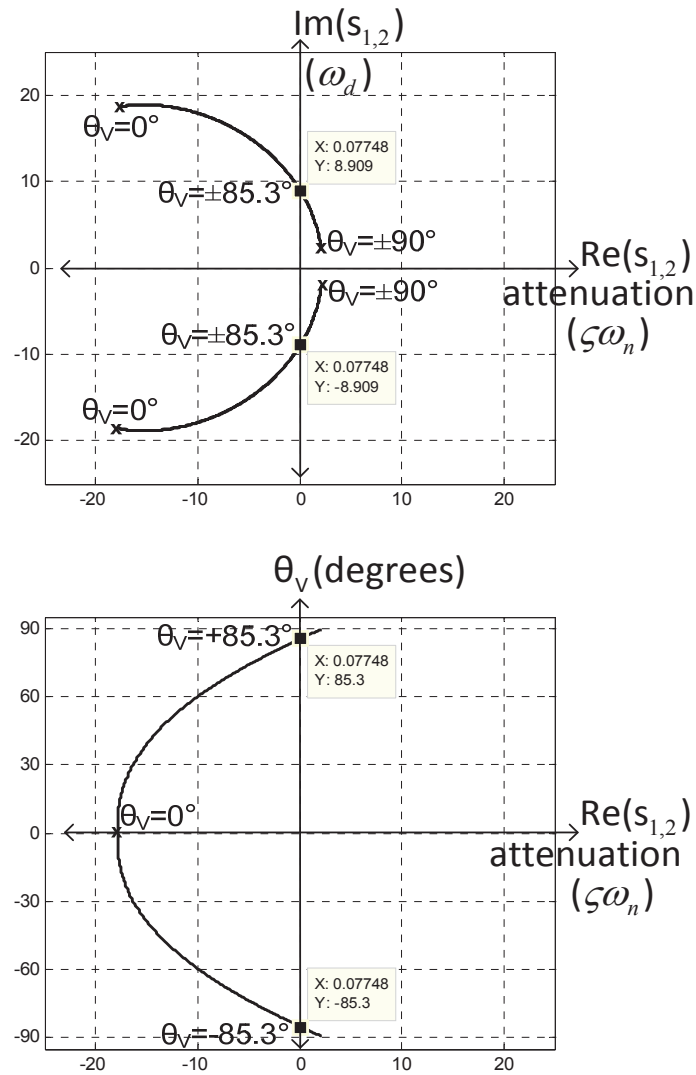 Im(s1,2)
(ωd)
20
θV=0°
X: 0.07748
Y: 8.909
10
θV=±85.3°
θV=±90°
0
Re(s1,2)
θV=±90°
attenuation
(ςωn)
θV=±85.3°
-10
X: 0.07748
Y: -8.909
θV=0°
-20
-20
-10
0
10
20
θV(degrees)
90
θV=+85.3°
X: 0.07748
Y: 85.3
60
30
θV=0°
Re(s1,2)
0
attenuation
(ςωn)
-30
-60
X: 0.07748
Y: -85.3
θV=-85.3°
-90
-20
-10
0
10
20